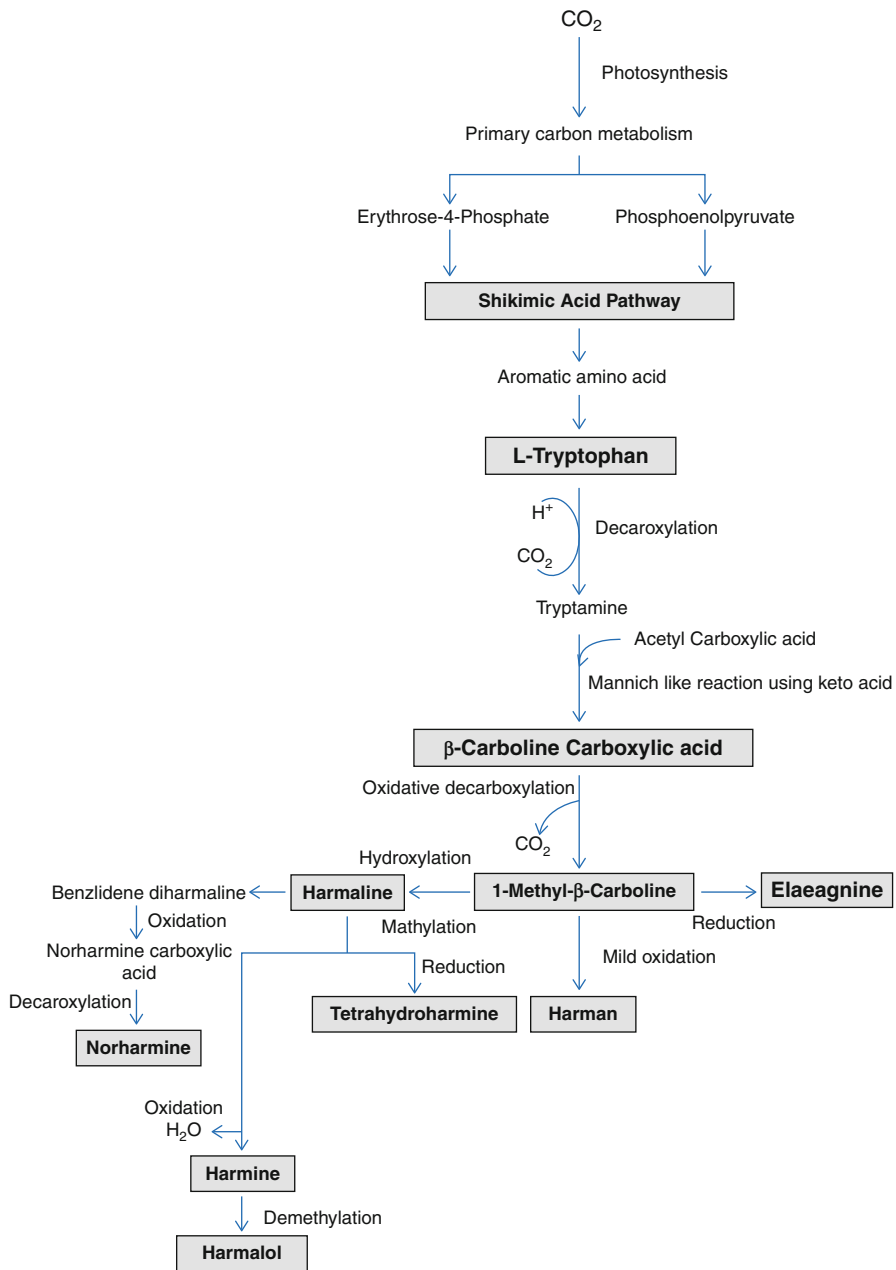 CO2
Photosynthesis
Primary carbon metabolism
Erythrose-4-Phosphate
Phosphoenolpyruvate
Shikimic Acid Pathway
Aromatic amino acid
L-Tryptophan
H+
Decaroxylation
CO2
Tryptamine
Acetyl Carboxylic acid
Mannich like reaction using keto acid
β-Carboline Carboxylic acid
Oxidative decarboxylation
CO2
Hydroxylation
Benzlidene diharmaline
Harmaline
1-Methyl-β-Carboline
Elaeagnine
Oxidation
Mathylation
Reduction
Norharmine carboxylic
acid
Reduction
Mild oxidation
Decaroxylation
Tetrahydroharmine
Harman
Norharmine
Oxidation
H2O
Harmine
Demethylation
Harmalol